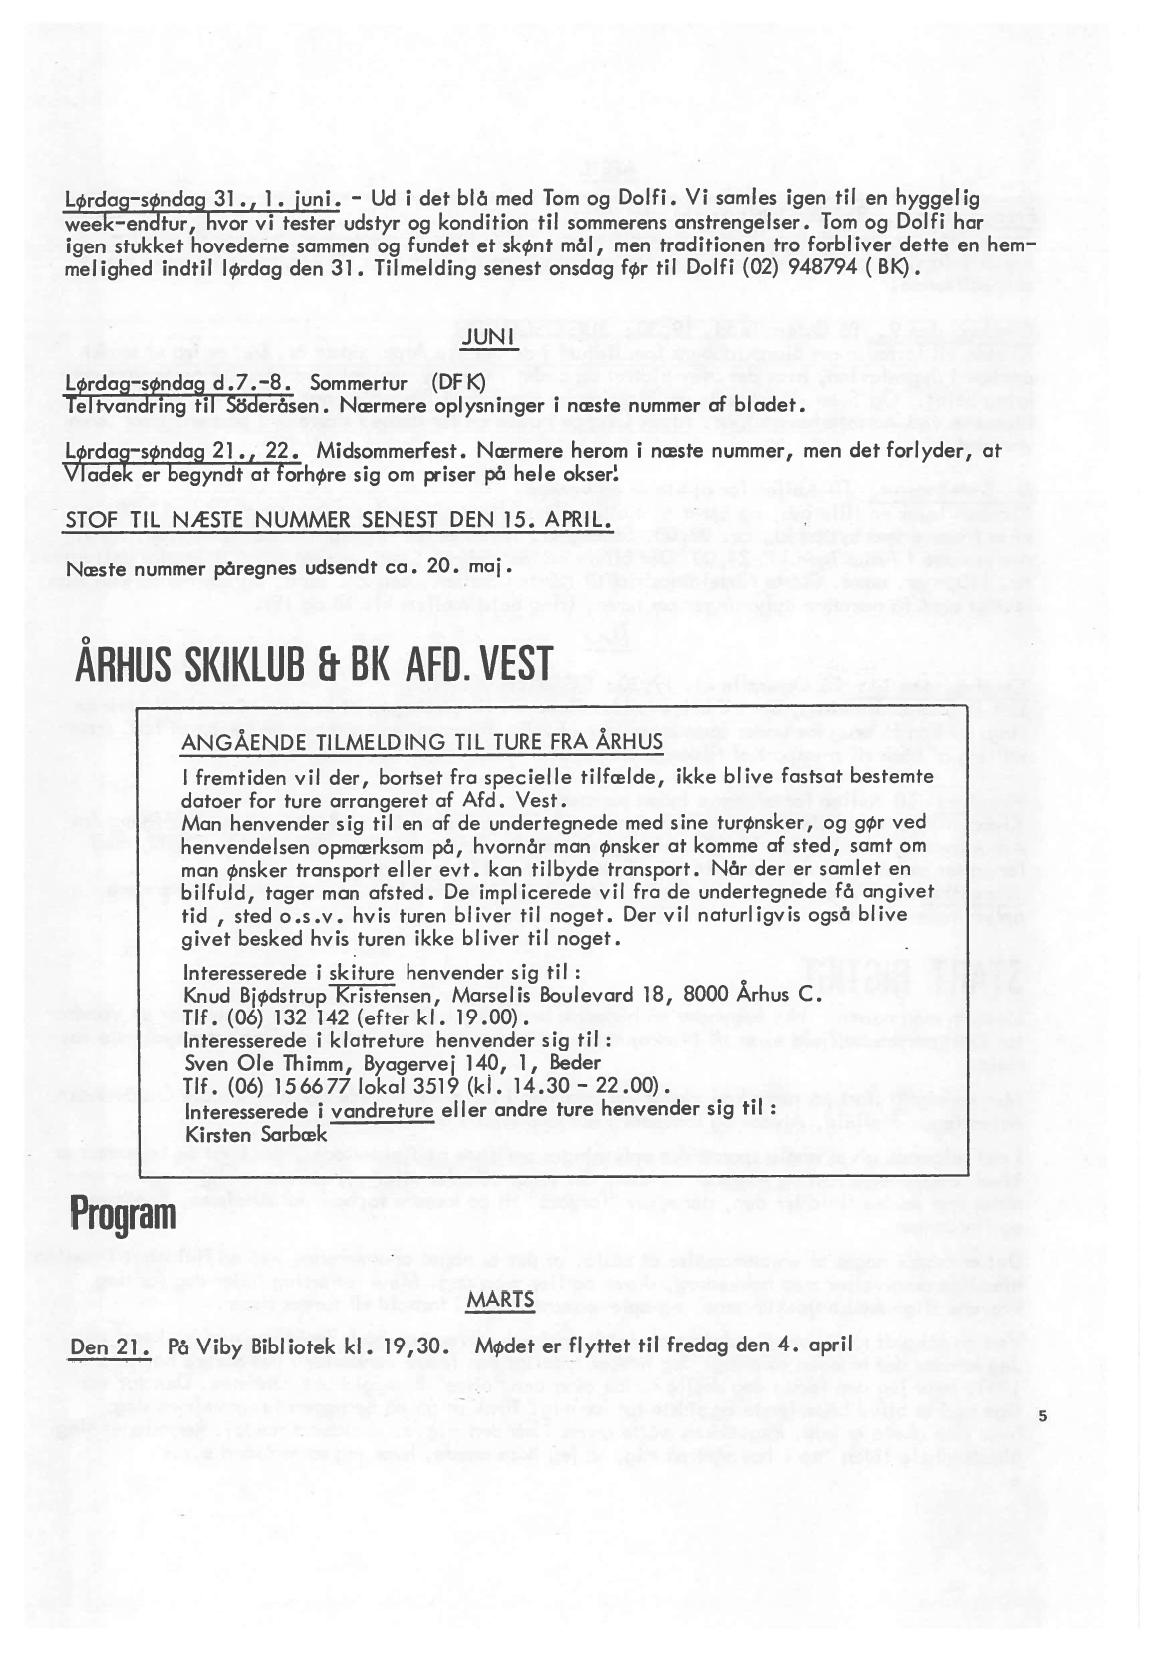 Lørdag-søndag 31., 1. juni. - Ud i det blå med Tom og Dolfi. Vi samles igen til en hyggelig
week-endtur, hvor vi tester udstyr og kondition til sommerens anstrengelser. Tom og Dolfi har
igen stukket hovederne sammen og fundet et skønt mål, men traditionen tro forbliver dette en hem-
melighed indtil lørdag den 31. Tilmelding senest onsdag før til Dolfi (02) 948794 ( BK).
JUNI
Lørdag-søndag d.7.-8. Sommertur (DFK)
Teltvandring til Söderåsen. Nærmere oplysninger i næste nummer af bladet.
Lørdag-søndag 21., 22. Midsommerfest. Nærmere herom i næste nummer, men det forlyder, at
Vladek er begyndt at forhøre sig om priser på hele okser!
STOF TIL NÆSTE NUMMER SENEST DEN 15. APRIL.
Næste nummer påregnes udsendt ca. 20. maj.
ÅRHUS SKIKLUB & BK AFD. VEST
ANGÅENDE TILMELDING TIL TURE FRA ÅRHUS
I fremtiden vil der, bortset fra specielle tilfælde, ikke blive fastsat bestemte
datoer for ture arrangeret af Afd. Vest.
Man henvender sig til en af de undertegnede med sine turønsker, og gør ved
henvendelsen opmærksom på, hvornår man ønsker at komme af sted, samt om
man ønsker transport eller evt. kan tilbyde transport. Når der er samlet en
bilfuld, tager man afsted. De implicerede vil fra de undertegnede få angivet
tid , sted o.s.v. hvis turen bliver til noget. Der vil naturligvis også blive
givet besked hvis turen ikke bliver til noget.
Interesserede i skiture henvender sig til :
Knud Bjødstrup Kristensen, Marselis Boulevard 18, 8000 Århus C.
Tlf. (06) 132 142 (efter kl. 19.00).
Interesserede i klatreture henvender sig til :
Sven Ole Thimm, Byagervej 140, 1, Beder
Tlf. (06) 156677 lokal 3519 (kl. 14.30 - 22.00).
Interesserede i vandreture eller andre ture henvender sig til :
Kirsten Sarbæk
Program
MARTS
Den 21. På Viby Bibliotek kl. 19,30. Mødet er flyttet til fredag den 4. april
5